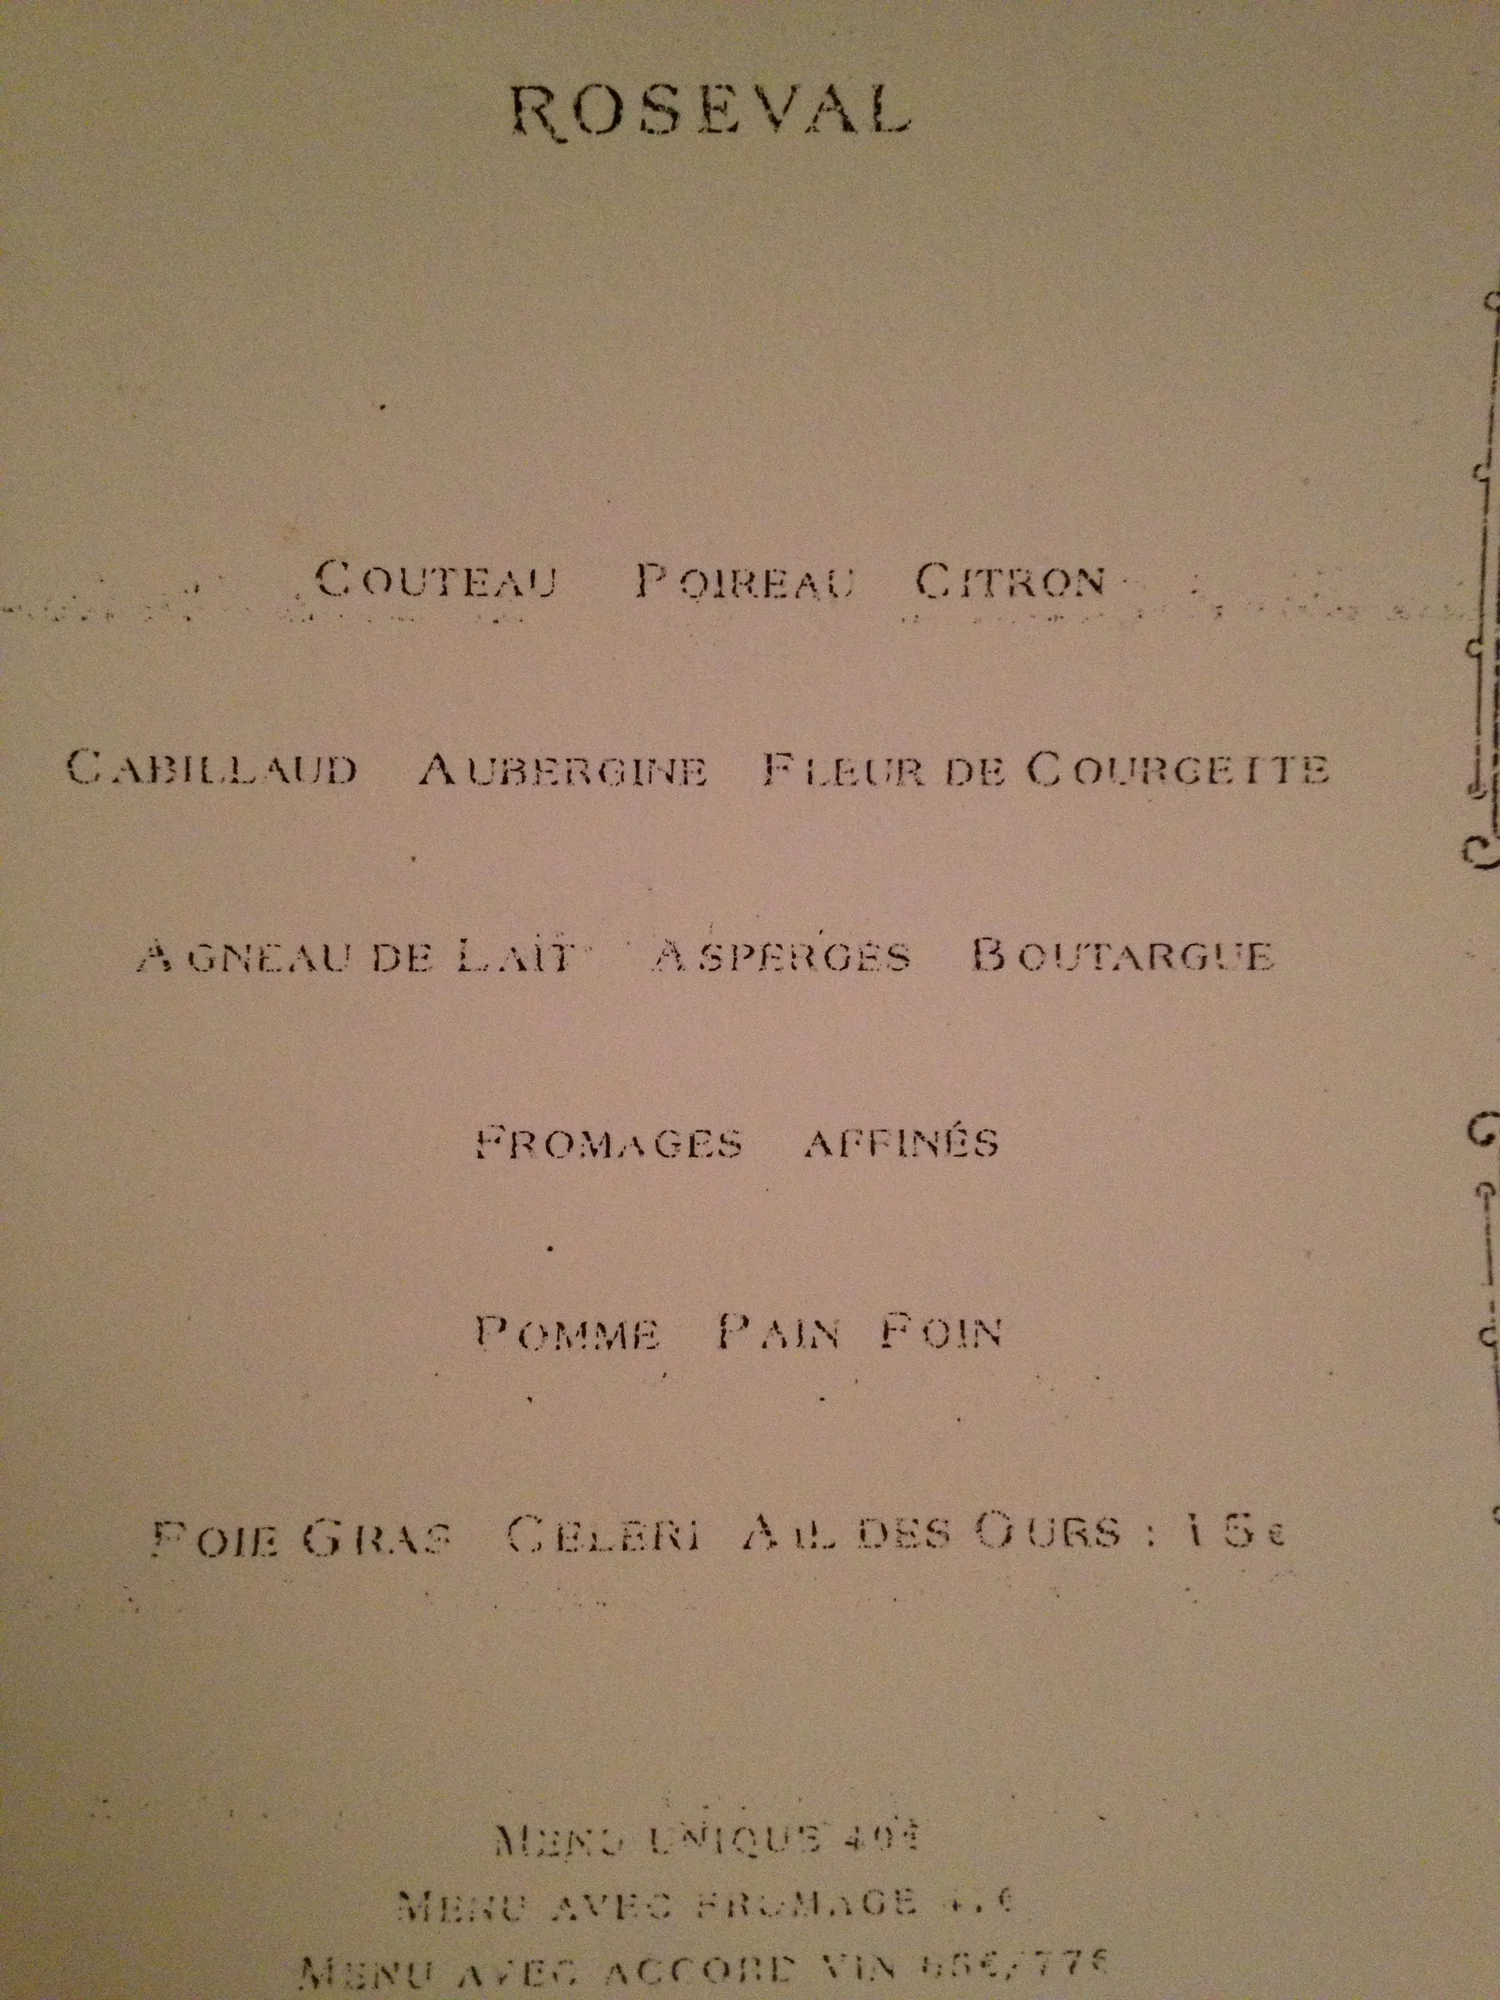 ROSEVAL
COUTEAU POIREAU CITRON
CABILLAUD AUBERGINE FLEUR DE COURGETTE
AGNEAU DE LAIT ASPERGES BOUTARGUE
FROMAGES AFFINÉS
POMME PAIN FOIN
FOIE GRAS CELERI AIL DES OURS : 15€
MENU UNIQUE 40€
MENU AVEC FROMAGE
MENU AVEC ACCORD VIN